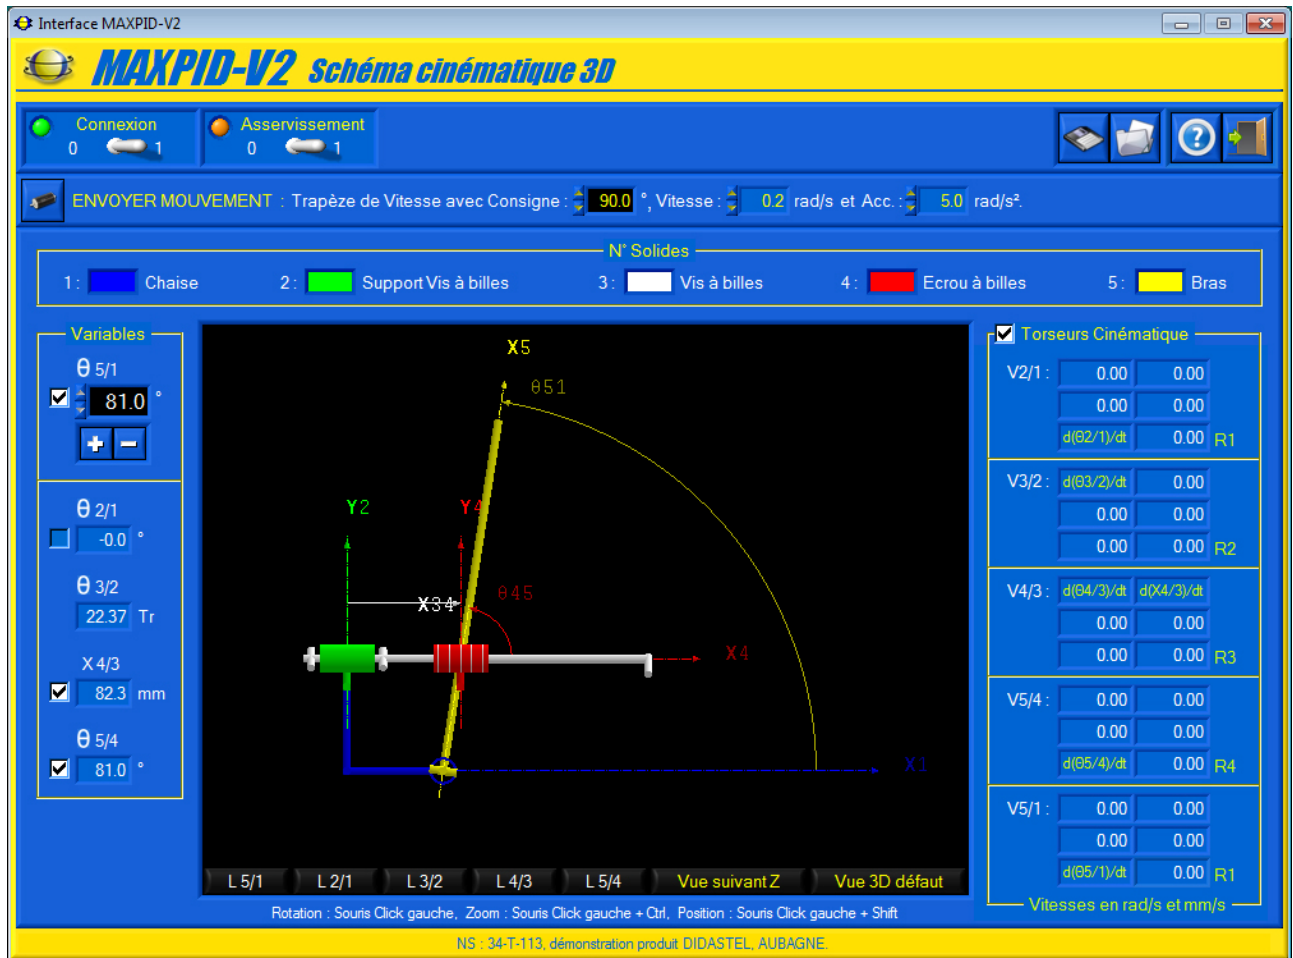 Interface MAXPID-V2
MAXPID-V2 Schéma cinématique 3D
Connexion
0 1
Asservissement
0 1
ENVOYER MOUVEMENT : Trapèze de Vitesse avec Consigne : 90.0 °, Vitesse : 0.2 rad/s et Acc. : 5.0 rad/s².
N° Solides
1 : Chaise 2 : Support Vis à billes 3 : Vis à billes 4 : Ecrou à billes 5 : Bras
Variables
θ 5/1
81.0 °
+ −
θ 2/1
-0.0 °
θ 3/2
22.37 Tr
X 4/3
82.3 mm
θ 5/4
81.0 °
X5
θ51
Y2
Y4
X34
θ45
X4
X1
L 5/1 L 2/1 L 3/2 L 4/3 L 5/4 Vue suivant Z Vue 3D défaut
Rotation : Souris Click gauche, Zoom : Souris Click gauche + Ctrl, Position : Souris Click gauche + Shift
Torseurs Cinématique
V2/1 : 0.00 0.00
0.00 0.00
d(θ2/1)/dt 0.00 R1
V3/2 : d(θ3/2)/dt 0.00
0.00 0.00
0.00 0.00 R2
V4/3 : d(θ4/3)/dt d(X4/3)/dt
0.00 0.00
0.00 0.00 R3
V5/4 : 0.00 0.00
0.00 0.00
d(θ5/4)/dt 0.00 R4
V5/1 : 0.00 0.00
0.00 0.00
d(θ5/1)/dt 0.00 R1
Vitesses en rad/s et mm/s
NS : 34-T-113, démonstration produit DIDASTEL, AUBAGNE.